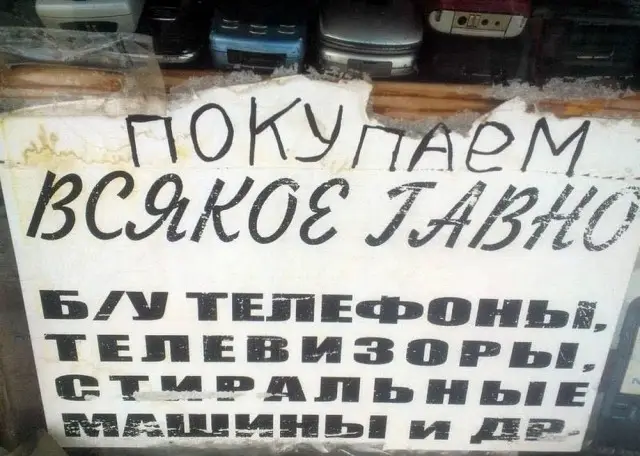 ПОКУПАеМ
ВСЯКОЕ ГАВНО
Б/У ТЕЛЕФОНЫ,
ТЕЛЕВИЗОРЫ,
СТИРАЛЬНЫЕ
МАШИНЫ и ДР.